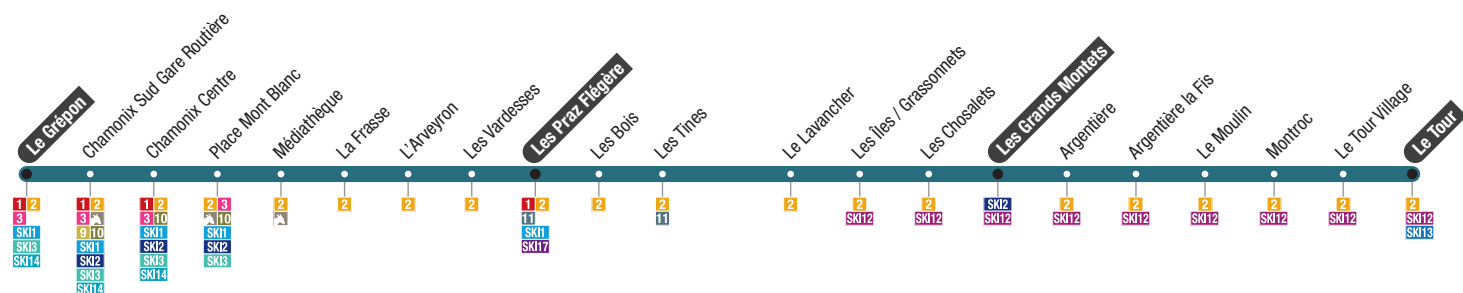 Le Grépon
Chamonix Sud Gare Routière
Chamonix Centre
Place Mont Blanc
Médiathèque
La Frasse
L'Arveyron
Les Vardesses
Les Praz Flégère
Les Bois
Les Tines
Le Lavancher
Les Îles / Grassonnets
Les Chosalets
Les Grands Montets
Argentière
Argentière la Fis
Le Moulin
Montroc
Le Tour Village
Le Tour
1 2
3
SKI1
SKI3
SKI14
1 2
3
9 10
SKI1
SKI2
SKI3
SKI14
1 2
3 10
SKI1
SKI2
SKI3
SKI14
2 3
10
SKI1
SKI2
SKI3
2
2
2
2
1 2
11
SKI1
SKI17
2
2
11
2
2
SKI12
2
SKI12
SKI2
SKI12
2
SKI12
2
SKI12
2
SKI12
2
SKI12
2
SKI12
2
SKI12
SKI13